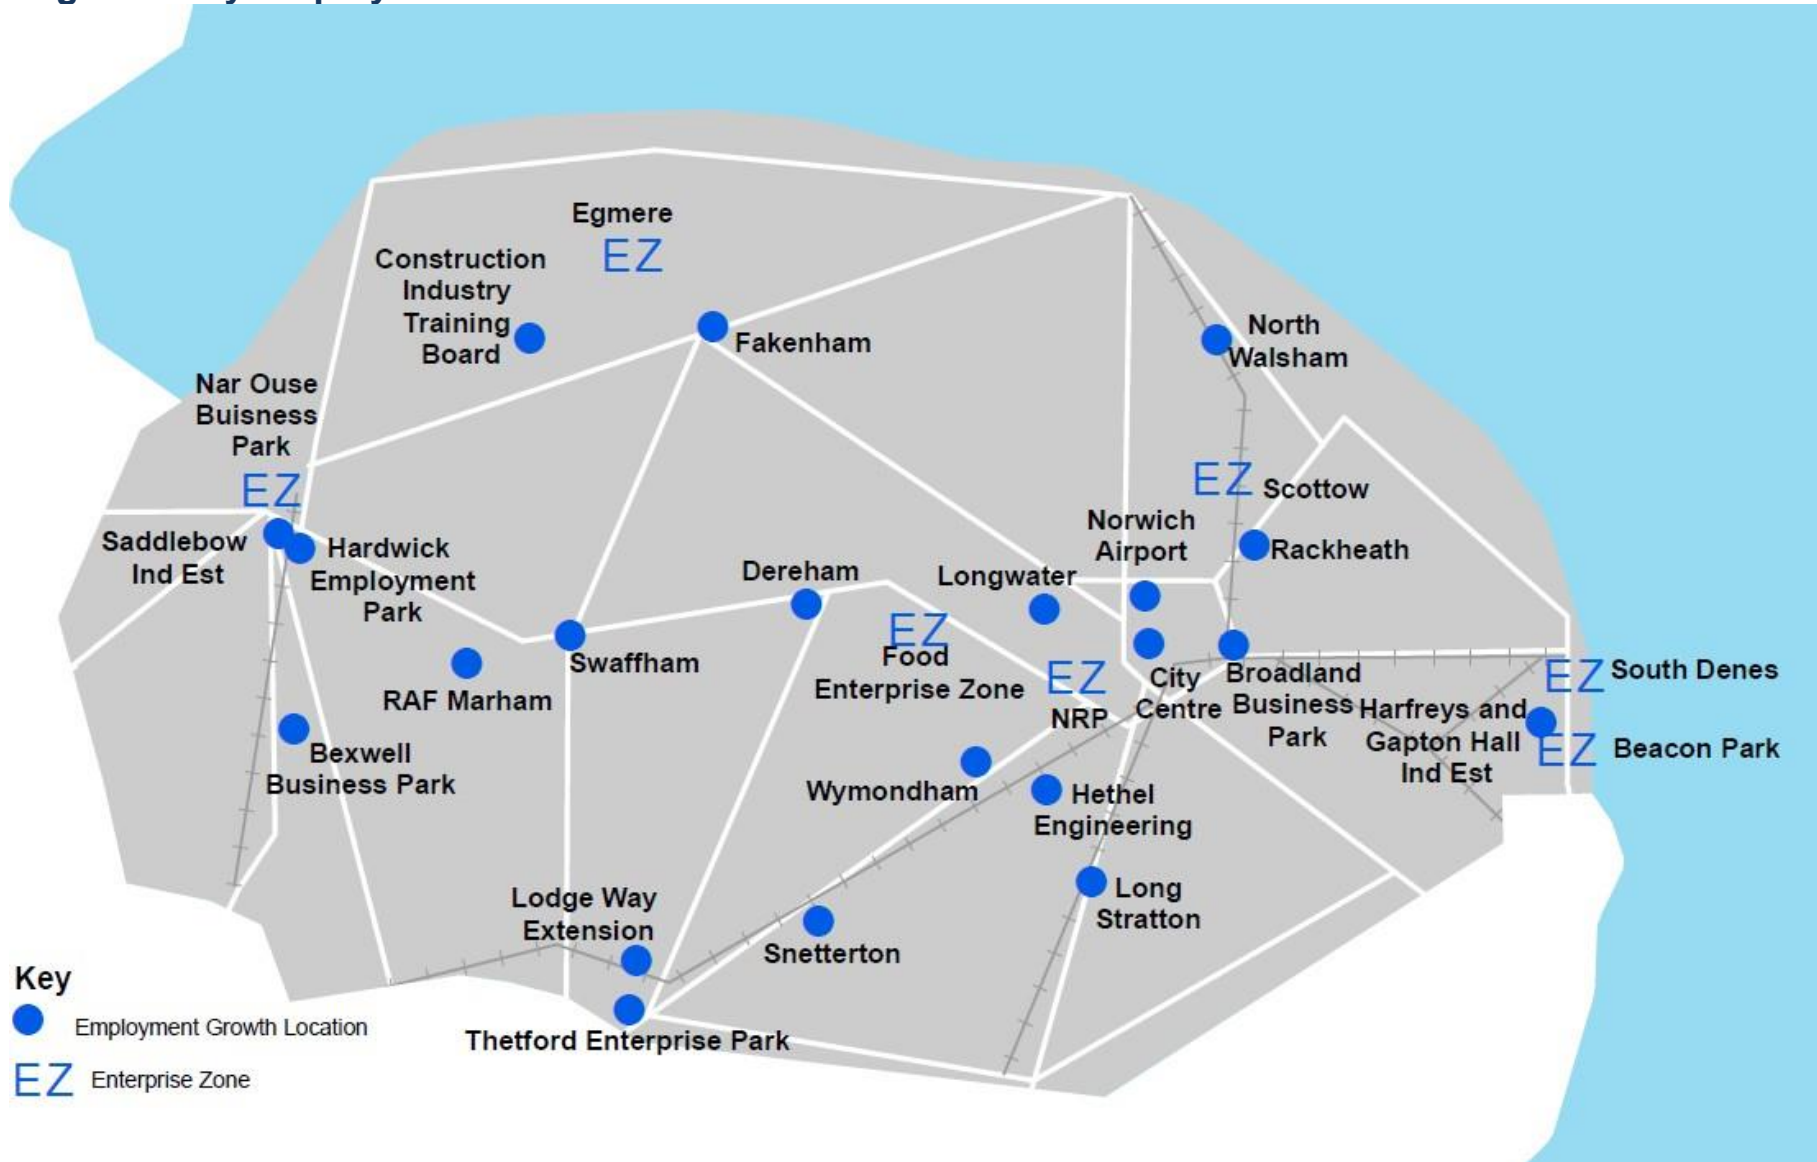 Egmere
EZ
Construction
Industry
Training
Board
Fakenham
North
Walsham
Nar Ouse
Buisness
Park
EZ
EZ
Scottow
Norwich
Airport
Rackheath
Saddlebow
Ind Est
Hardwick
Employment
Park
Dereham
Longwater
EZ
Food
Enterprise Zone
Swaffham
RAF Marham
EZ
NRP
City
Centre
Broadland
Business
Park
EZ
South Denes
Harfreys and
Gapton Hall
Ind Est
EZ
Beacon Park
Bexwell
Business Park
Wymondham
Hethel
Engineering
Long
Stratton
Lodge Way
Extension
Snetterton
Thetford Enterprise Park
Key
Employment Growth Location
EZ Enterprise Zone